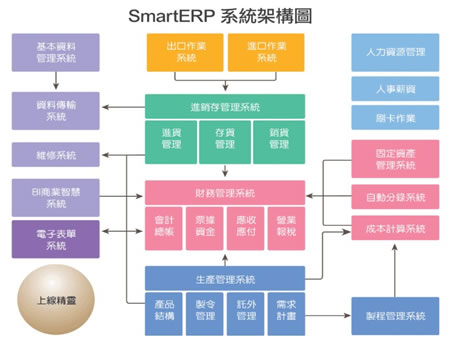 SmartERP 系統架構圖
基本資料
管理系統
出口作業
系統
進口作業
系統
人力資源管理
資料傳輸
系統
進銷存管理系統
人事薪資
進貨
管理
存貨
管理
銷貨
管理
刷卡作業
維修系統
固定資產
管理系統
BI商業智慧
系統
財務管理系統
自動分錄系統
電子表單
系統
會計
總帳
票據
資金
應收
應付
營業
報稅
成本計算系統
上線精靈
生產管理系統
產品
結構
製令
管理
託外
管理
需求
計畫
製程管理系統